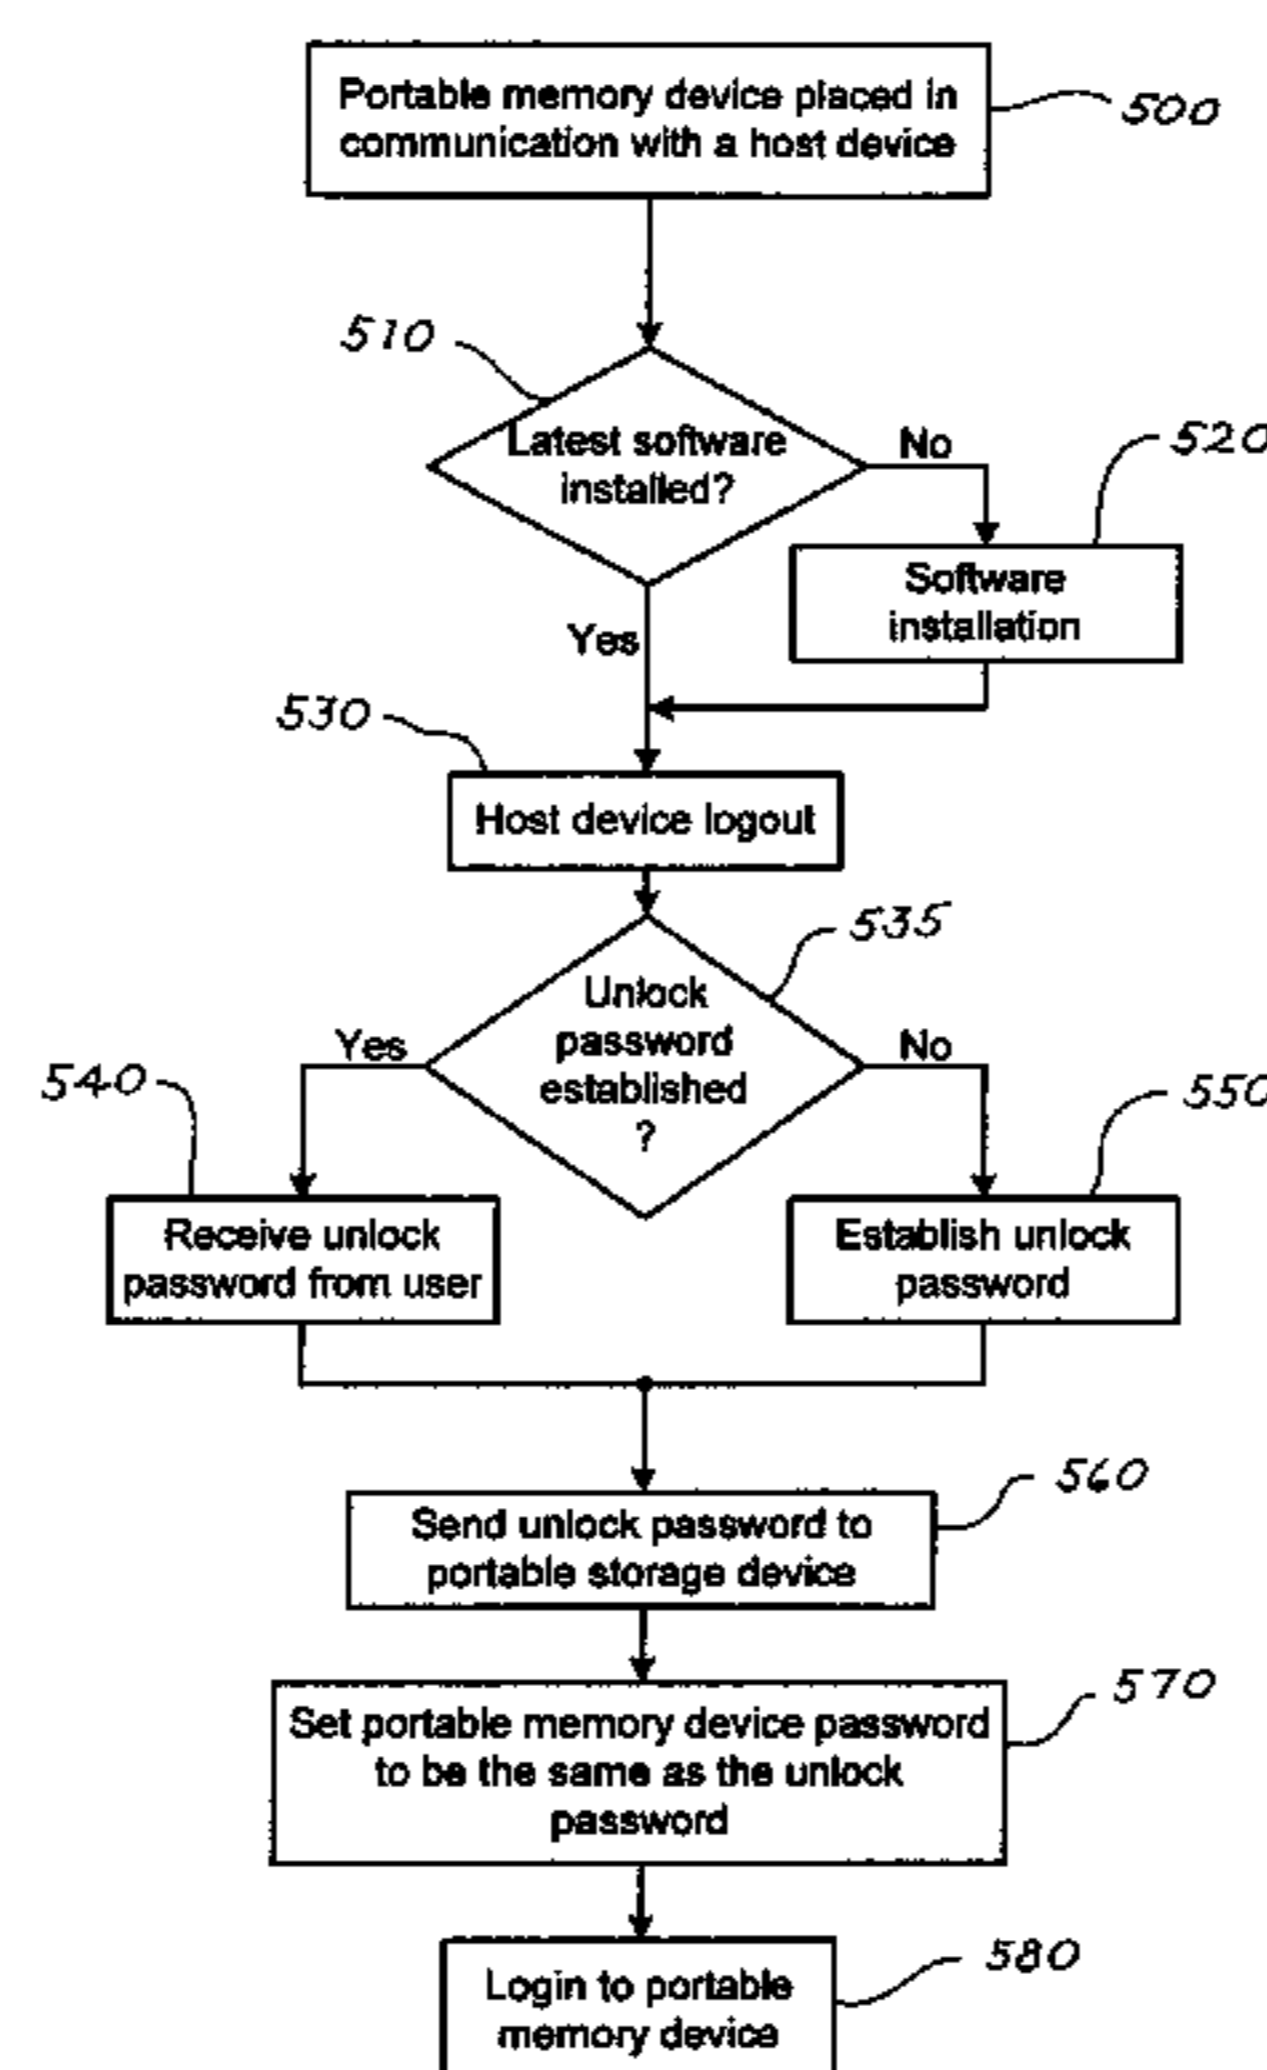 Portable memory device placed in
communication with a host device
500
510
Latest software
installed?
No
520
Software
installation
Yes
530
Host device logout
535
Unlock
password
established
?
Yes
No
540
550
Receive unlock
password from user
Establish unlock
password
560
Send unlock password to
portable storage device
570
Set portable memory device password
to be the same as the unlock
password
580
Login to portable
memory device